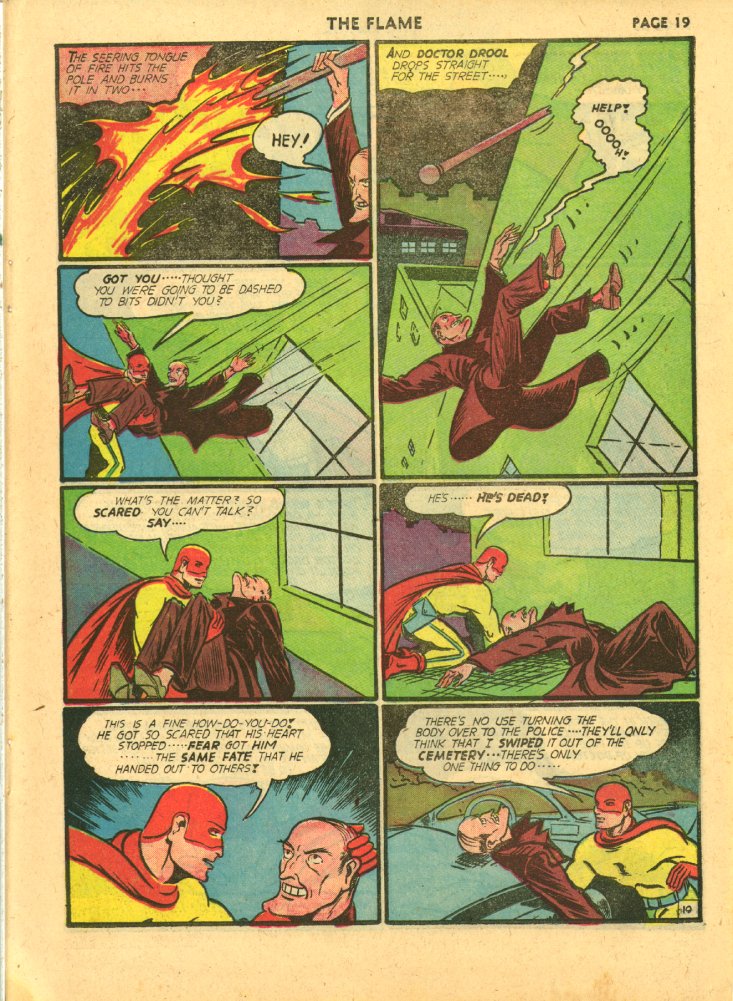 THE FLAME
PAGE 19
THE SEERING TONGUE
OF FIRE HITS THE
POLE AND BURNS
IT IN TWO...
HEY!
AND DOCTOR DROOL
DROPS STRAIGHT
FOR THE STREET....,
HELP!
OOOOH!
GOT YOU.....THOUGHT
YOU WERE GOING TO BE DASHED
TO BITS DIDN'T YOU?
WHAT'S THE MATTER? SO
SCARED YOU CAN'T TALK?
SAY....
HE'S...... HE'S DEAD!
THIS IS A FINE HOW-DO-YOU-DO!
HE GOT SO SCARED THAT HIS HEART
STOPPED.....FEAR GOT HIM
........THE SAME FATE THAT HE
HANDED OUT TO OTHERS!
THERE'S NO USE TURNING THE
BODY OVER TO THE POLICE....THEY'LL ONLY
THINK THAT I SWIPED IT OUT OF THE
CEMETERY...THERE'S ONLY
ONE THING TO DO.....
19